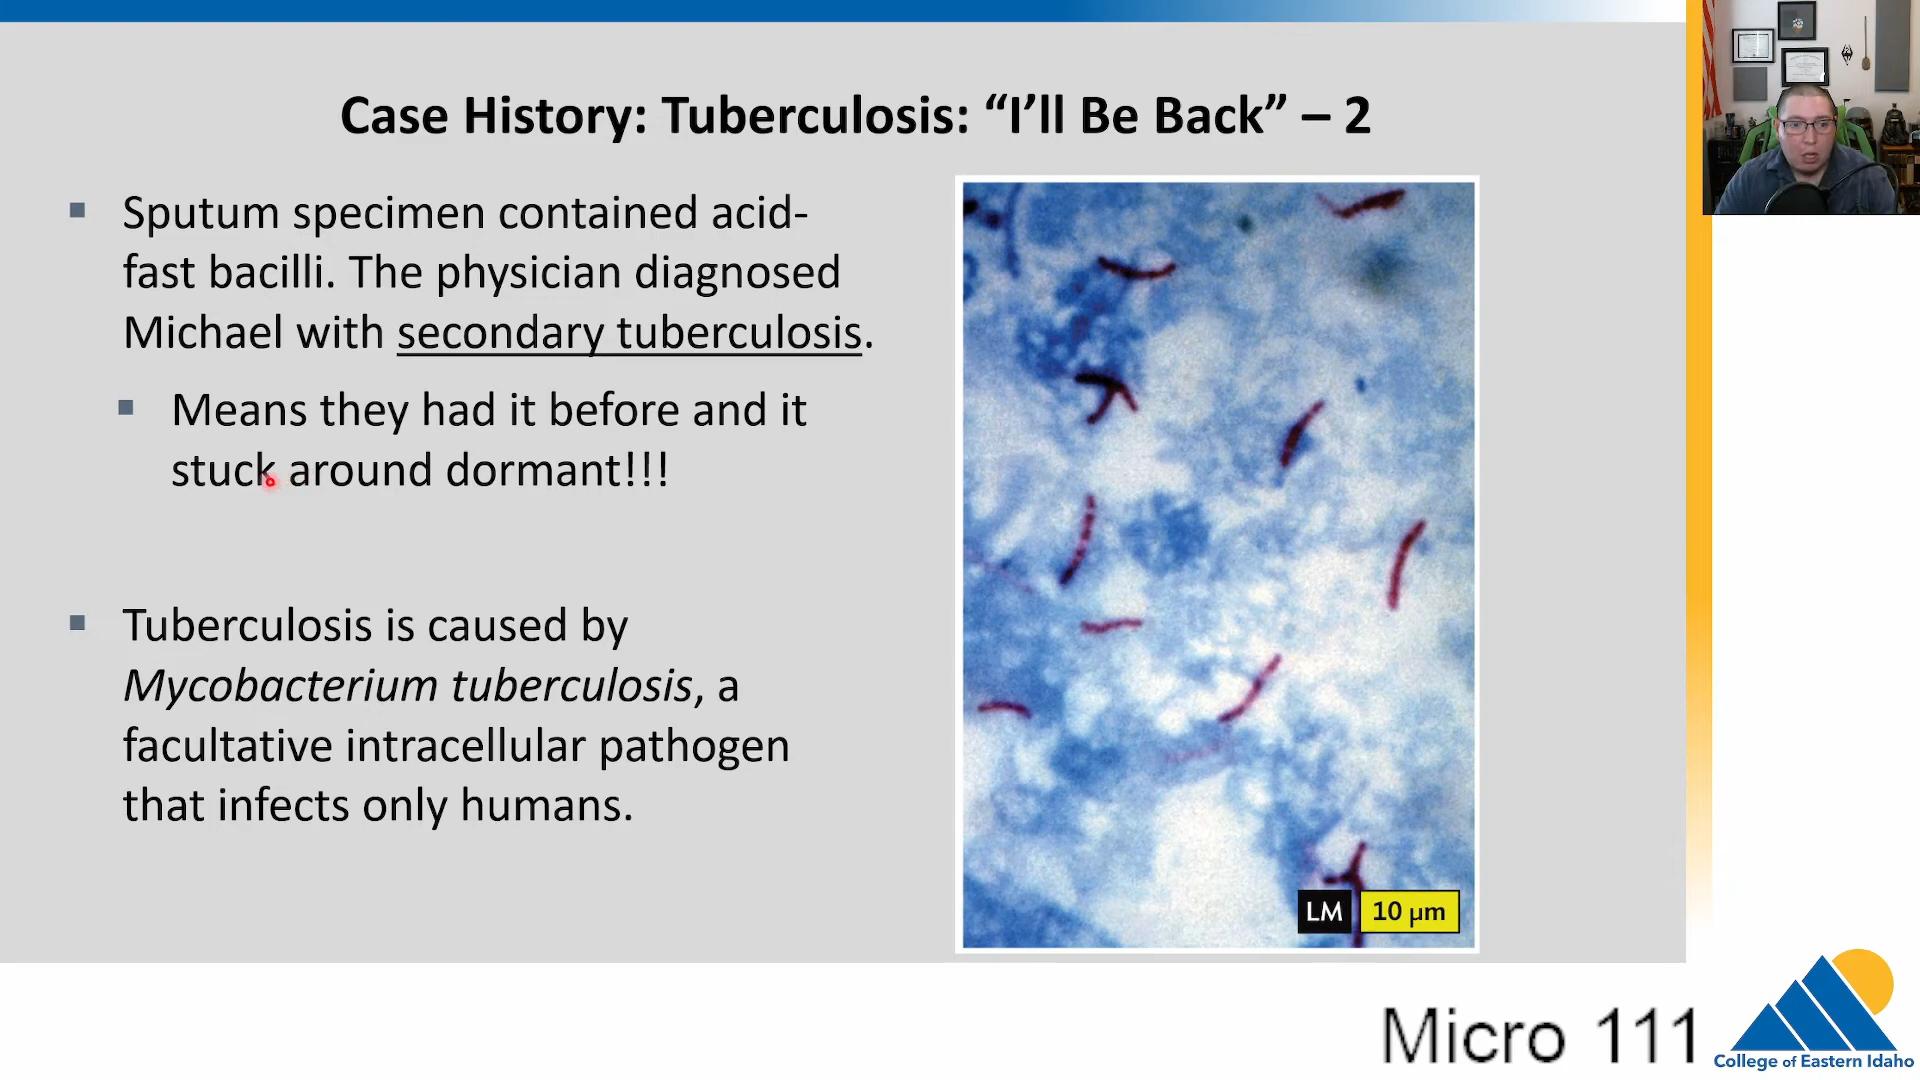 Case History: Tuberculosis: “I’ll Be Back” – 2
Sputum specimen contained acid-
fast bacilli. The physician diagnosed
Michael with secondary tuberculosis.
Means they had it before and it
stuck around dormant!!!
Tuberculosis is caused by
Mycobacterium tuberculosis, a
facultative intracellular pathogen
that infects only humans.
LM 10 µm
Micro 111
College of Eastern Idaho